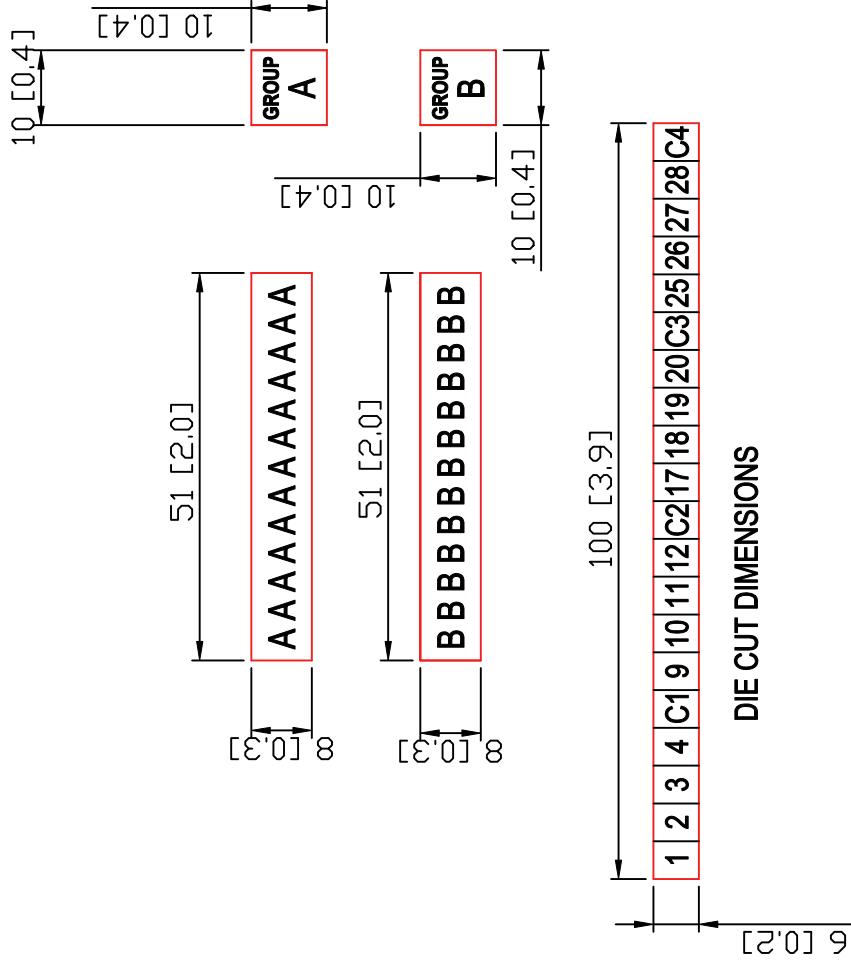 10 [0.4]
10 [0.4]
51 [2.0]
GROUP
A
8 [0.3]
A A A A A A A A A A A A A
10 [0.4]
51 [2.0]
GROUP
B
8 [0.3]
B B B B B B B B B B B B B
10 [0.4]
100 [3.9]
1 2 3 4 C1 9 10 11 12 C2 17 18 19 20 C3 25 26 27 28 C4
6 [0.2]
DIE CUT DIMENSIONS